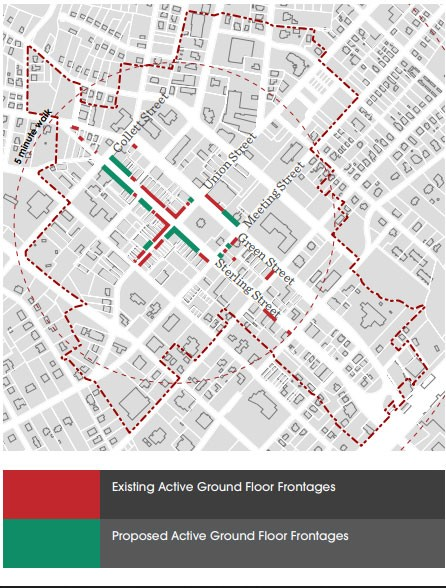 5 minute walk
Collett Street
Union Street
Meeting Street
Green Street
Sterling Street
Existing Active Ground Floor Frontages
Proposed Active Ground Floor Frontages